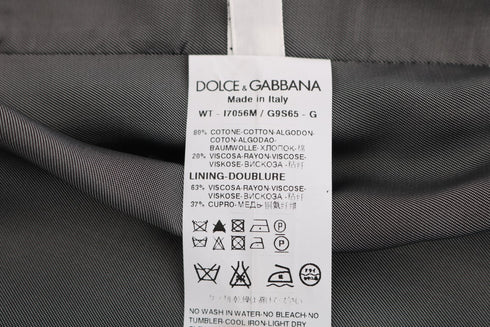 DOLCE & GABBANA
Made in Italy
WT - I7056M / G9S65 - G
80% COTONE-COTTON-ALGODON-
COTON-ALGODAO-
BAUMWOLLE-ХЛОПОК-棉
20% VISCOSA-RAYON-VISCOSE-
VISKOSE-ВИСКОЗА-
LINING-DOUBLURE
63% VISCOSA-RAYON-VISCOSE-
VISKOSE-ВИСКОЗА-
37% CUPRO-МЕДЬ-
NO WASH IN WATER-NO BLEACH-NO
TUMBLER-COOL IRON-LIGHT DRY